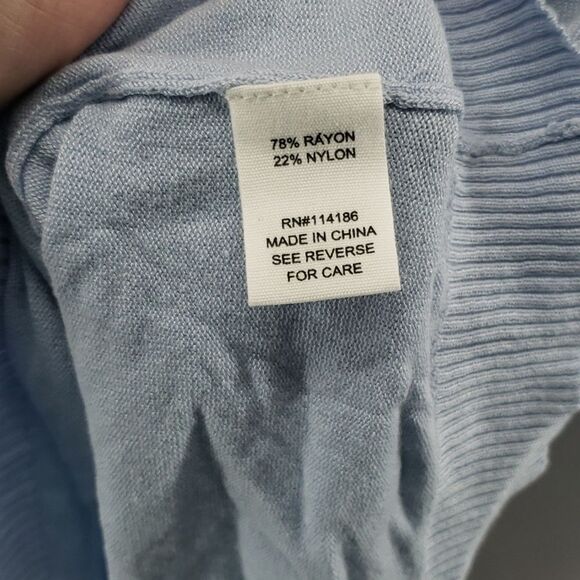 78% RAYON
22% NYLON
RN#114186
MADE IN CHINA
SEE REVERSE
FOR CARE